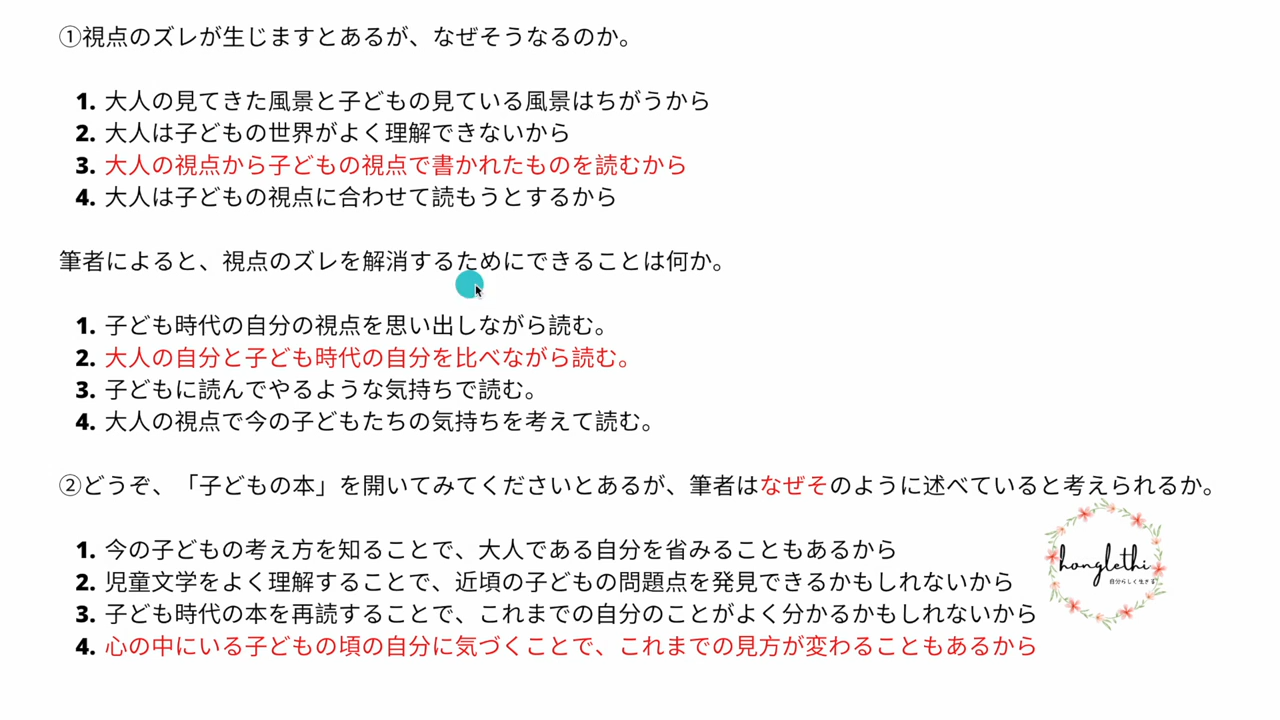 ①視点のズレが生じますとあるが、なぜそうなるのか。
1. 大人の見てきた風景と子どもの見ている風景はちがうから
2. 大人は子どもの世界がよく理解できないから
3. 大人の視点から子どもの視点で書かれたものを読むから
4. 大人は子どもの視点に合わせて読もうとするから
筆者によると、視点のズレを解消するためにできることは何か。
1. 子ども時代の自分の視点を思い出しながら読む。
2. 大人の自分と子ども時代の自分を比べながら読む。
3. 子どもに読んでやるような気持ちで読む。
4. 大人の視点で今の子どもたちの気持ちを考えて読む。
②どうぞ、「子どもの本」を開いてみてくださいとあるが、筆者はなぜそのように述べていると考えられるか。
1. 今の子どもの考え方を知ることで、大人である自分を省みることもあるから
2. 児童文学をよく理解することで、近頃の子どもの問題点を発見できるかもしれないから
3. 子ども時代の本を再読することで、これまでの自分のことがよく分かるかもしれないから
4. 心の中にいる子どもの頃の自分に気づくことで、これまでの見方が変わることもあるから
honglethi
自分らしく生きる